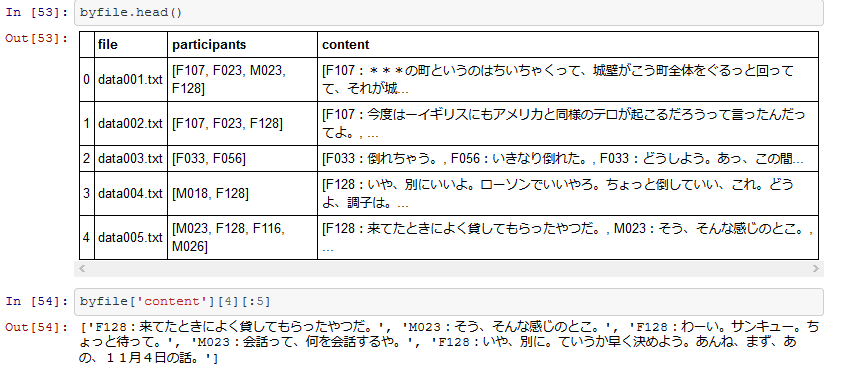 In [53]: byfile.head()
Out[53]:
file participants content
0 data001.txt [F107, F023, M023, F128] [F107：＊＊＊の町というのはちいちゃくって、城壁がこう町全体をぐるっと回ってて、それが城...
1 data002.txt [F107, F023, F128] [F107：今度はーイギリスにもアメリカと同様のテロが起こるだろうって言ったんだってよ。, ...
2 data003.txt [F033, F056] [F033：倒れちゃう。, F056：いきなり倒れた。, F033：どうしよう。あっ、この間...
3 data004.txt [M018, F128] [F128：いや、別にいいよ。ローソンでいいやろ。ちょっと倒していい、これ。どうよ、調子は。...
4 data005.txt [M023, F128, F116, M026] [F128：来てたときによく貸してもらったやつだ。, M023：そう、そんな感じのとこ。, ...
In [54]: byfile['content'][4][:5]
Out[54]: ['F128：来てたときによく貸してもらったやつだ。', 'M023：そう、そんな感じのとこ。', 'F128：わーい。サンキュー。ち
ょっと待って。', 'M023：会話って、何を会話するや。', 'F128：いや、別に。ていうか早く決めよう。あんね、まず、あ
の、１１月４日の話。']